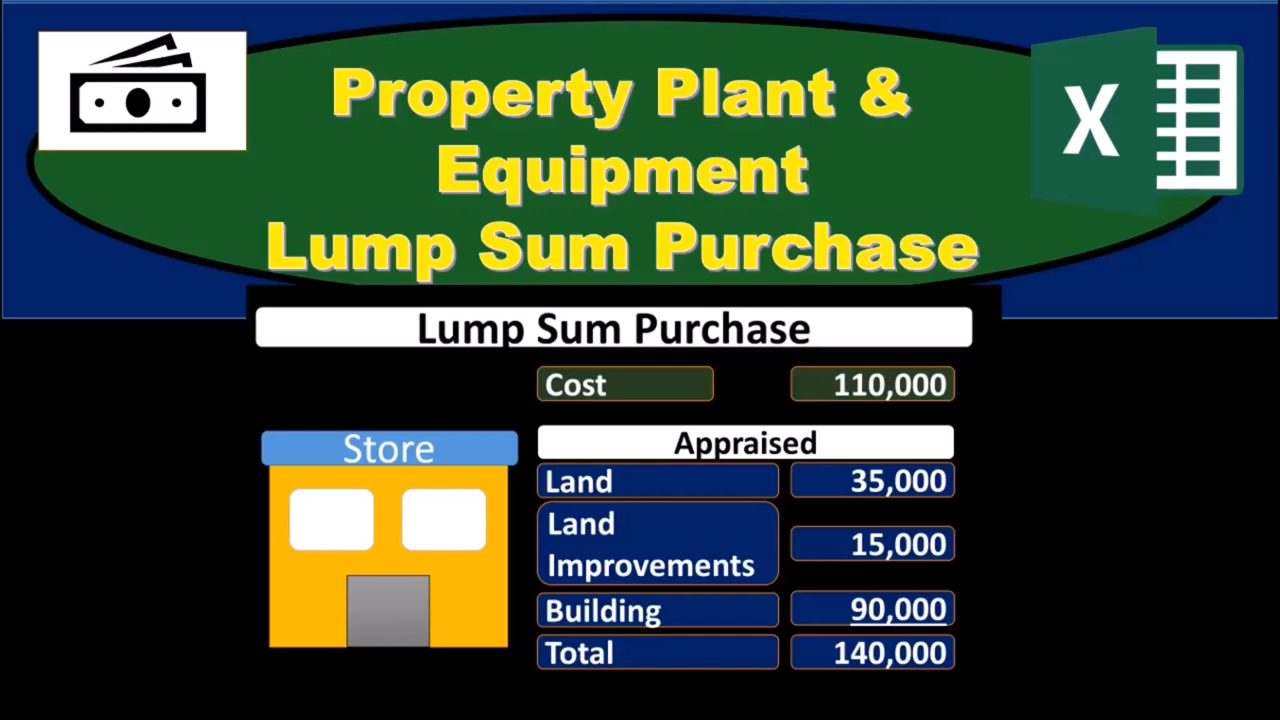 Property Plant &
Equipment
Lump Sum Purchase
X
Lump Sum Purchase
Cost 110,000
Store
Appraised
Land 35,000
Land
Improvements 15,000
Building 90,000
Total 140,000